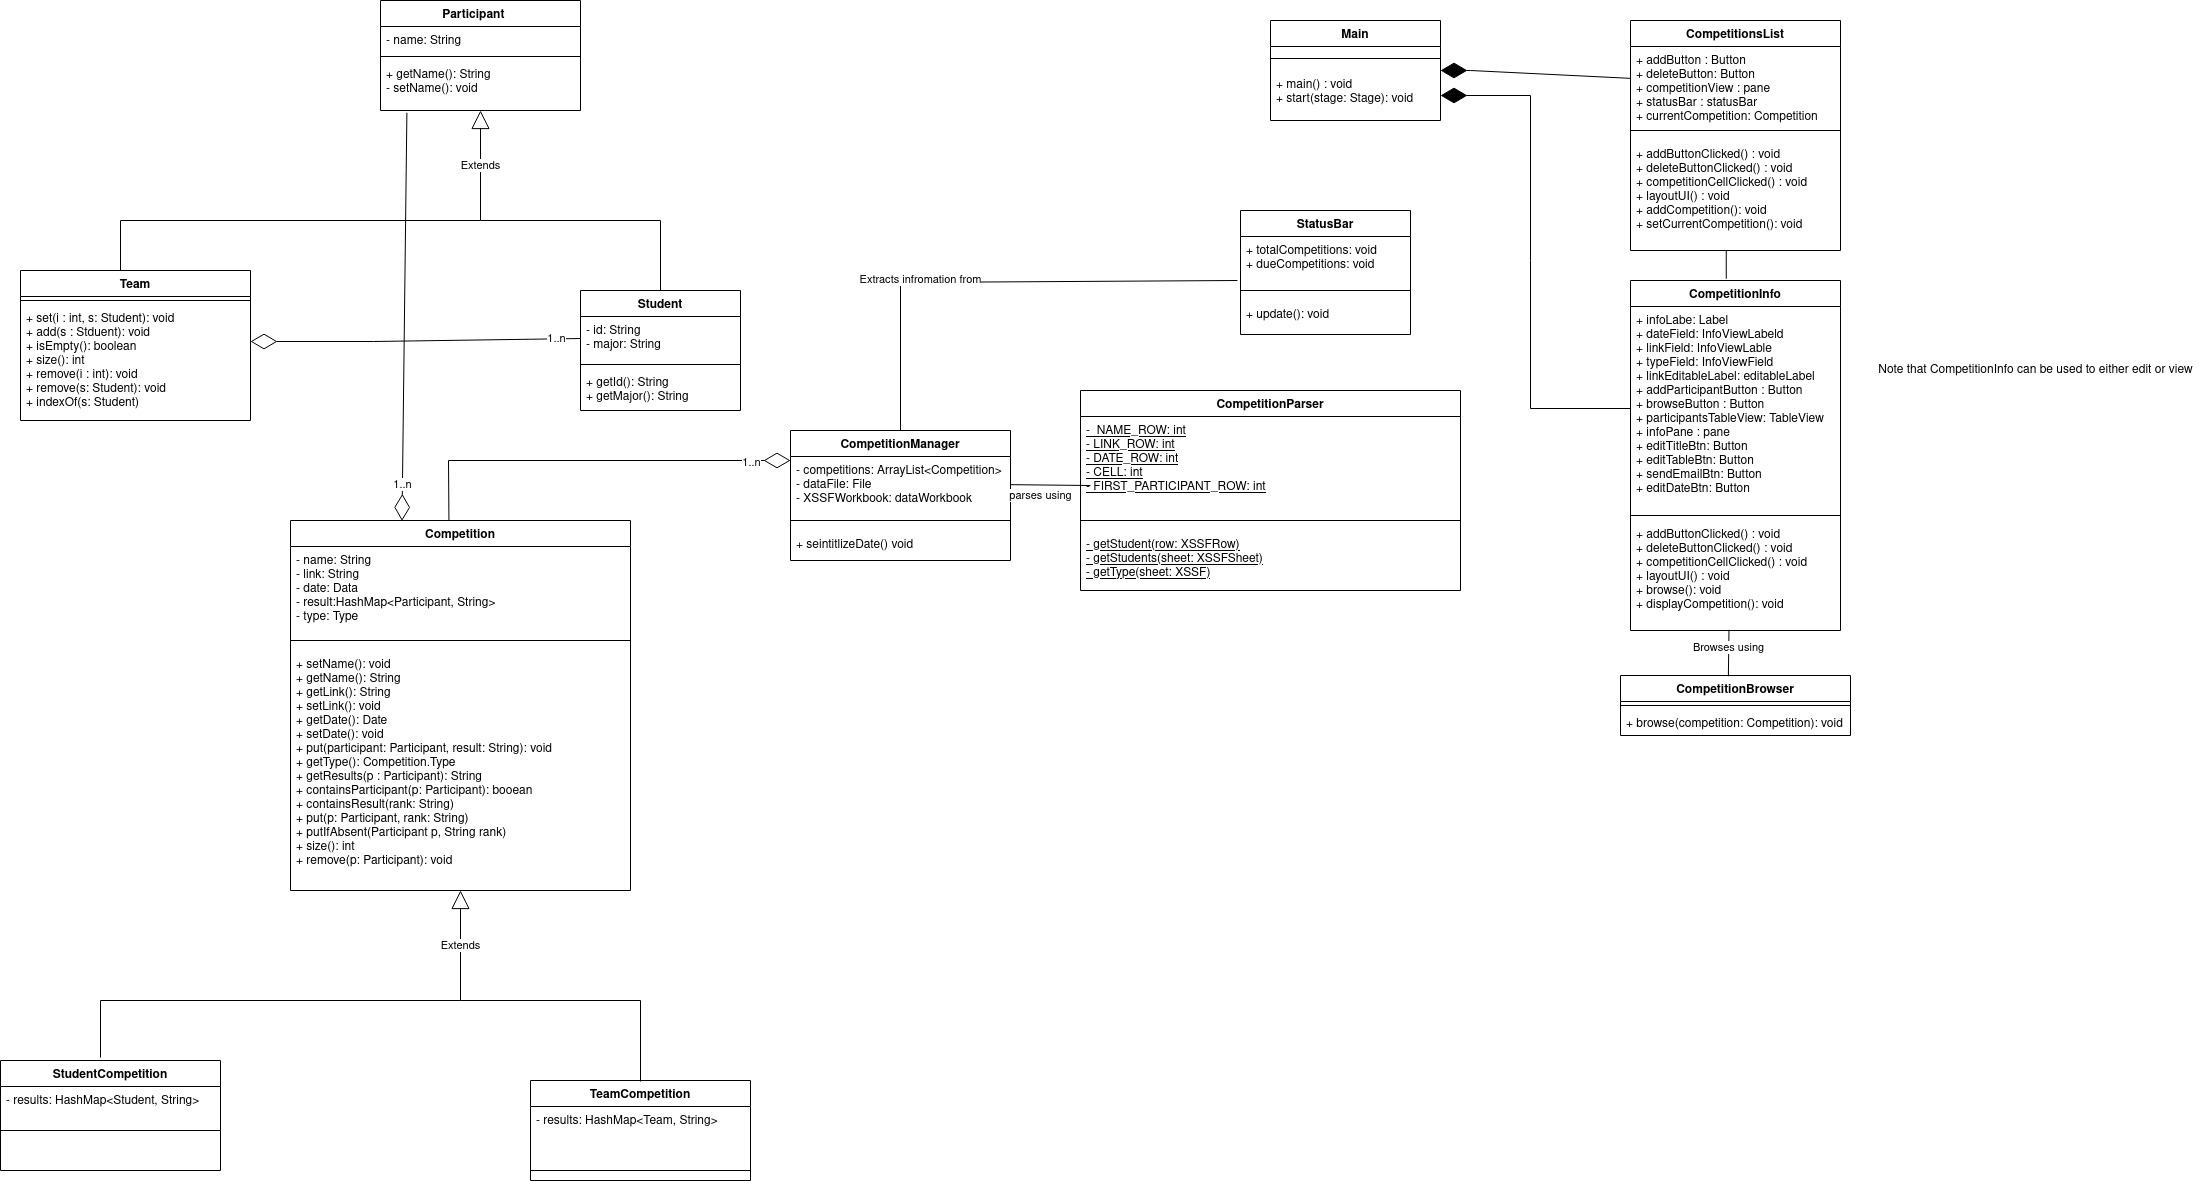 Participant
- name: String
+ getName(): String
- setName(): void
Extends
Team
+ set(i : int, s: Student): void
+ add(s : Stduent): void
+ isEmpty(): boolean
+ size(): int
+ remove(i : int): void
+ remove(s: Student): void
+ indexOf(s: Student)
1..n
Student
- id: String
- major: String
+ getId(): String
+ getMajor(): String
1..n
Competition
- name: String
- link: String
- date: Data
- result:HashMap<Participant, String>
- type: Type
+ setName(): void
+ getName(): String
+ getLink(): String
+ setLink(): void
+ getDate(): Date
+ setDate(): void
+ put(participant: Participant, result: String): void
+ getType(): Competition.Type
+ getResults(p : Participant): String
+ containsParticipant(p: Participant): booean
+ containsResult(rank: String)
+ put(p: Participant, rank: String)
+ putIfAbsent(Participant p, String rank)
+ size(): int
+ remove(p: Participant): void
Extends
StudentCompetition
- results: HashMap<Student, String>
TeamCompetition
- results: HashMap<Team, String>
1..n
CompetitionManager
- competitions: ArrayList<Competition>
- dataFile: File
- XSSFWorkbook: dataWorkbook
+ seintitlizeDate() void
Extracts infromation from
parses using
StatusBar
+ totalCompetitions: void
+ dueCompetitions: void
+ update(): void
CompetitionParser
-  NAME_ROW: int
- LINK_ROW: int
- DATE_ROW: int
- CELL: int
- FIRST_PARTICIPANT_ROW: int
- getStudent(row: XSSFRow)
- getStudents(sheet: XSSFSheet)
- getType(sheet: XSSF)
Main
+ main() : void
+ start(stage: Stage): void
CompetitionsList
+ addButton : Button
+ deleteButton: Button
+ competitionView : pane
+ statusBar : statusBar
+ currentCompetition: Competition
+ addButtonClicked() : void
+ deleteButtonClicked() : void
+ competitionCellClicked() : void
+ layoutUI() : void
+ addCompetition(): void
+ setCurrentCompetition(): void
CompetitionInfo
+ infoLabe: Label
+ dateField: InfoViewLabeld
+ linkField: InfoViewLable
+ typeField: InfoViewField
+ linkEditableLabel: editableLabel
+ addParticipantButton : Button
+ browseButton : Button
+ participantsTableView: TableView
+ infoPane : pane
+ editTitleBtn: Button
+ editTableBtn: Button
+ sendEmailBtn: Button
+ editDateBtn: Button
+ addButtonClicked() : void
+ deleteButtonClicked() : void
+ competitionCellClicked() : void
+ layoutUI() : void
+ browse(): void
+ displayCompetition(): void
Note that CompetitionInfo can be used to either edit or view
Browses using
CompetitionBrowser
+ browse(competition: Competition): void